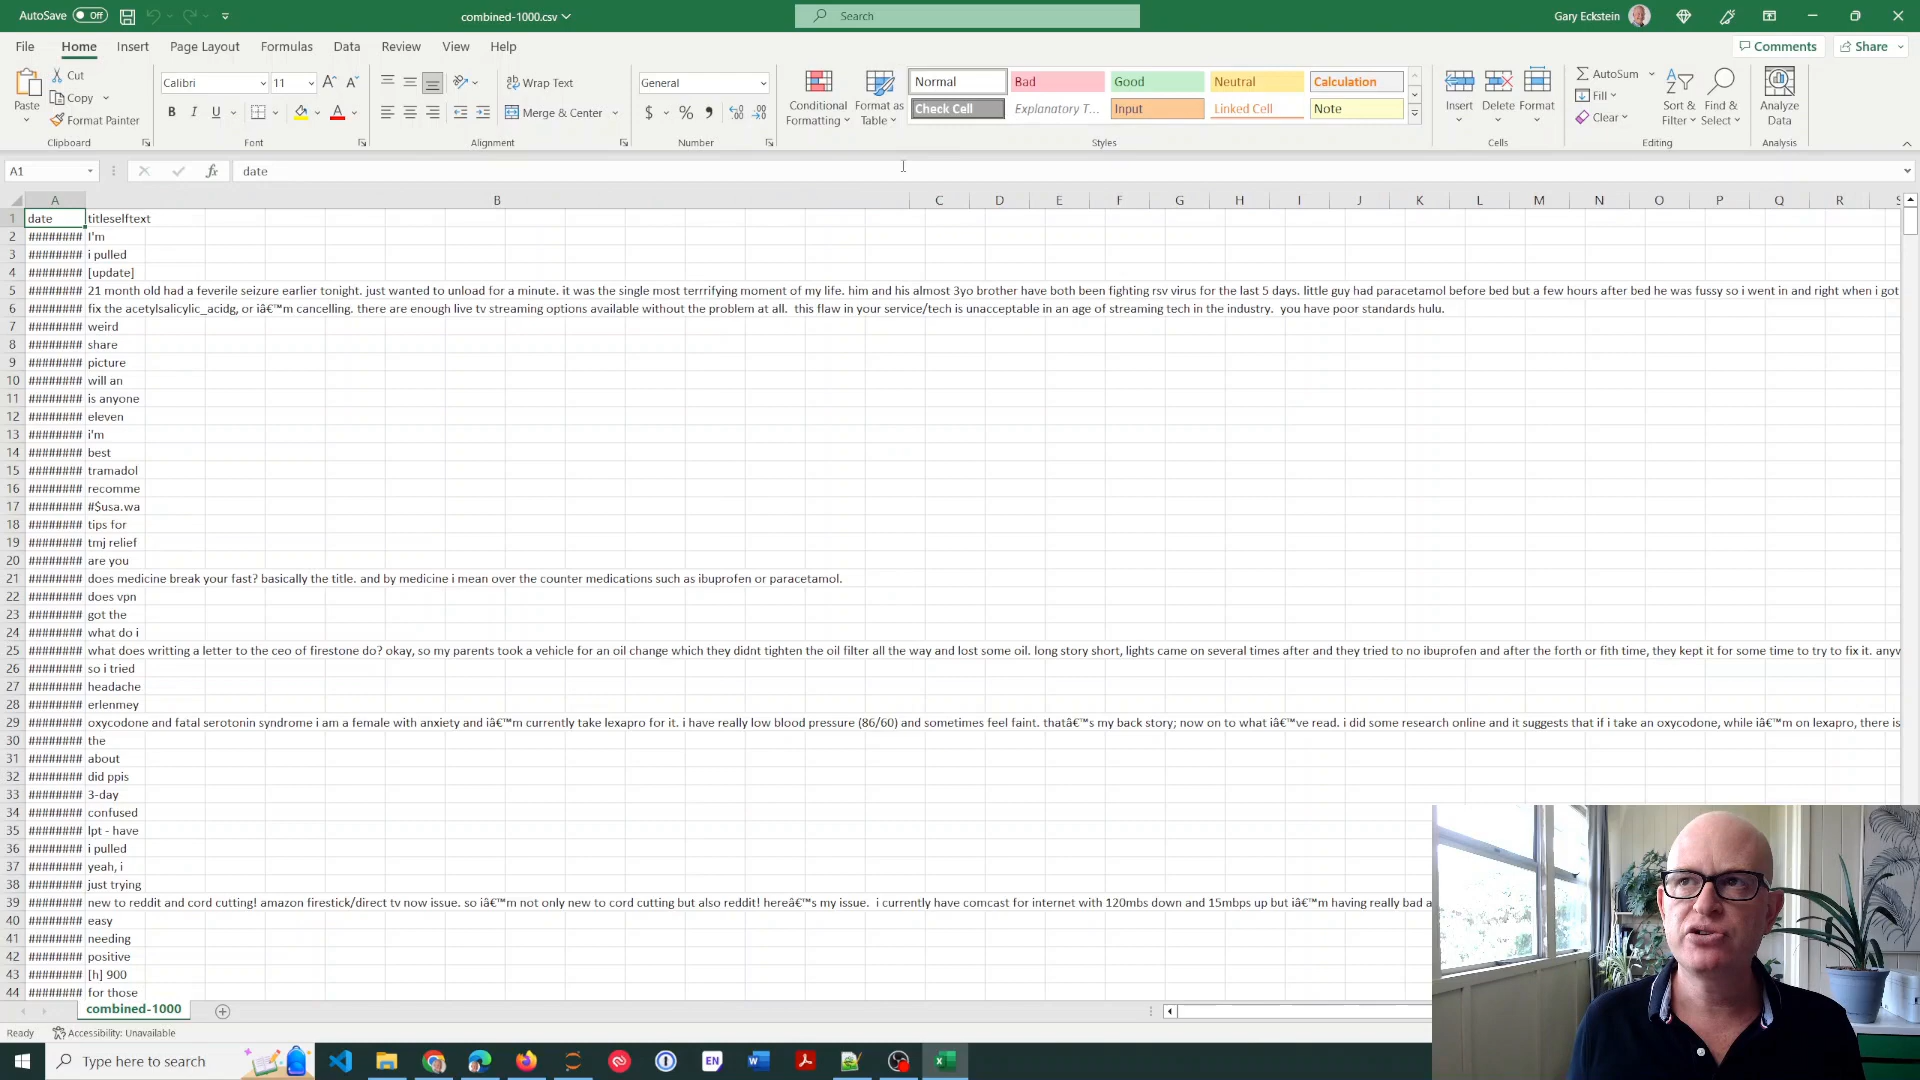 AutoSave Off combined-1000.csv Search Gary Eckstein
File Home Insert Page Layout Formulas Data Review View Help Comments Share
Paste Cut Copy Format Painter
Clipboard
Calibri 11
B I U
Font
Wrap Text
Merge & Center
Alignment
General
$ % ,
Number
Conditional Formatting
Format as Table
Normal Bad Good Neutral Calculation
Check Cell Explanatory T... Input Linked Cell Note
Styles
Insert Delete Format
Cells
AutoSum
Fill
Clear
Sort & Filter
Find & Select
Editing
Analyze Data
Analysis
A1 fx date
A B C D E F G H I J K L M N O P Q R S
1 date titleselftext
2 ######## I'm
3 ######## i pulled
4 ######## [update]
5 ######## 21 month old had a feverile seizure earlier tonight. just wanted to unload for a minute. it was the single most terrrifying moment of my life. him and his almost 3yo brother have both been fighting rsv virus for the last 5 days. little guy had paracetamol before bed but a few hours after bed he was fussy so i went in and right when i got
6 ######## fix the acetylsalicylic_acidg, or iâ€™m cancelling. there are enough live tv streaming options available without the problem at all. this flaw in your service/tech is unacceptable in an age of streaming tech in the industry. you have poor standards hulu.
7 ######## weird
8 ######## share
9 ######## picture
10 ######## will an
11 ######## is anyone
12 ######## eleven
13 ######## i'm
14 ######## best
15 ######## tramadol
16 ######## recomme
17 ######## #$usa.wa
18 ######## tips for
19 ######## tmj relief
20 ######## are you
21 ######## does medicine break your fast? basically the title. and by medicine i mean over the counter medications such as ibuprofen or paracetamol.
22 ######## does vpn
23 ######## got the
24 ######## what do i
25 ######## what does writting a letter to the ceo of firestone do? okay, so my parents took a vehicle for an oil change which they didnt tighten the oil filter all the way and lost some oil. long story short, lights came on several times after and they tried to no ibuprofen and after the forth or fith time, they kept it for some time to try to fix it. anyw
26 ######## so i tried
27 ######## headache
28 ######## erlenmey
29 ######## oxycodone and fatal serotonin syndrome i am a female with anxiety and iâ€™m currently take lexapro for it. i have really low blood pressure (86/60) and sometimes feel faint. thatâ€™s my back story; now on to what iâ€™ve read. i did some research online and it suggests that if i take an oxycodone, while iâ€™m on lexapro, there is
30 ######## the
31 ######## about
32 ######## did ppis
33 ######## 3-day
34 ######## confused
35 ######## lpt - have
36 ######## i pulled
37 ######## yeah, i
38 ######## just trying
39 ######## new to reddit and cord cutting! amazon firestick/direct tv now issue. so iâ€™m not only new to cord cutting but also reddit! hereâ€™s my issue. i currently have comcast for internet with 120mbs down and 15mbps up but iâ€™m having really bad a
40 ######## easy
41 ######## needing
42 ######## positive
43 ######## [h] 900
44 ######## for those
combined-1000
Ready Accessibility: Unavailable
Type here to search EN